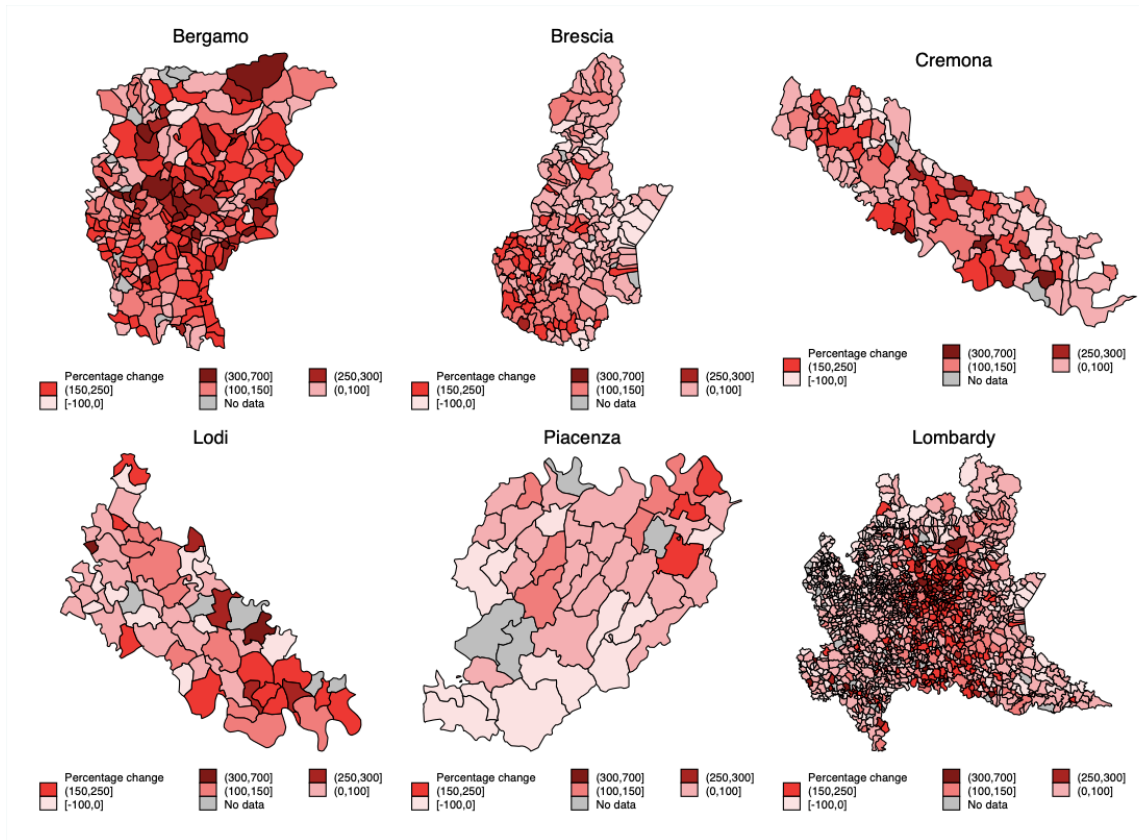 Bergamo
Brescia
Cremona
Percentage change
(300,700]
(250,300]
(150,250]
(100,150]
(0,100]
[-100,0]
No data
Percentage change
(300,700]
(250,300]
(150,250]
(100,150]
(0,100]
[-100,0]
No data
Percentage change
(300,700]
(250,300]
(150,250]
(100,150]
(0,100]
[-100,0]
No data
Lodi
Piacenza
Lombardy
Percentage change
(300,700]
(250,300]
(150,250]
(100,150]
(0,100]
[-100,0]
No data
Percentage change
(300,700]
(250,300]
(150,250]
(100,150]
(0,100]
[-100,0]
No data
Percentage change
(300,700]
(250,300]
(150,250]
(100,150]
(0,100]
[-100,0]
No data